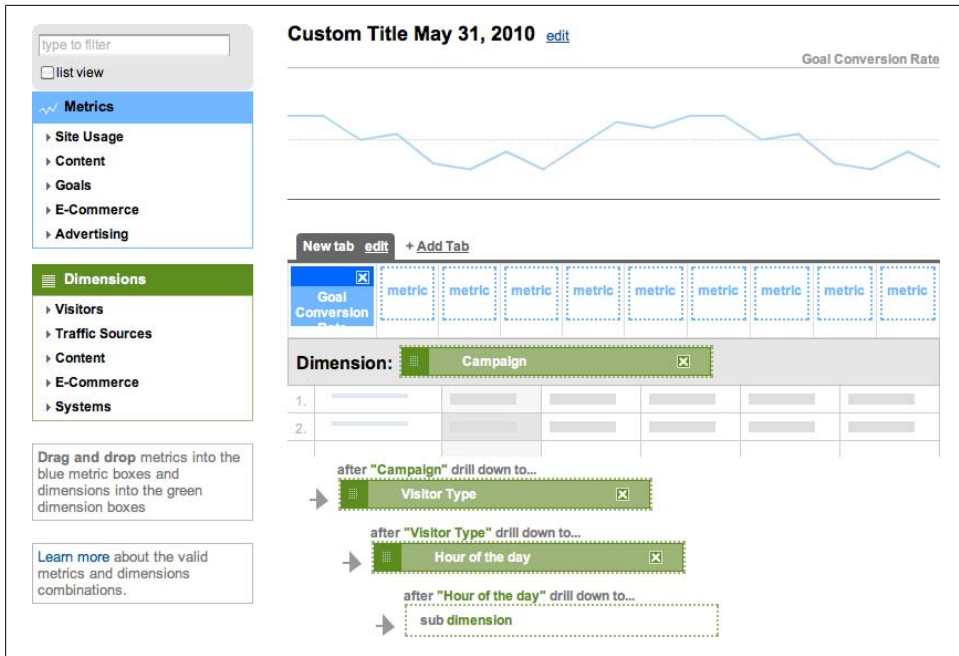 type to filter
list view
Metrics
Site Usage
Content
Goals
E-Commerce
Advertising
Dimensions
Visitors
Traffic Sources
Content
E-Commerce
Systems
Drag and drop metrics into the
blue metric boxes and
dimensions into the green
dimension boxes
Learn more about the valid
metrics and dimensions
combinations.
Custom Title May 31, 2010 edit
Goal Conversion Rate
New tab edit + Add Tab
Goal
Conversion
Rate
metric metric metric metric metric metric metric metric metric
Dimension: Campaign
1.
2.
after "Campaign" drill down to...
Visitor Type
after "Visitor Type" drill down to...
Hour of the day
after "Hour of the day" drill down to...
sub dimension